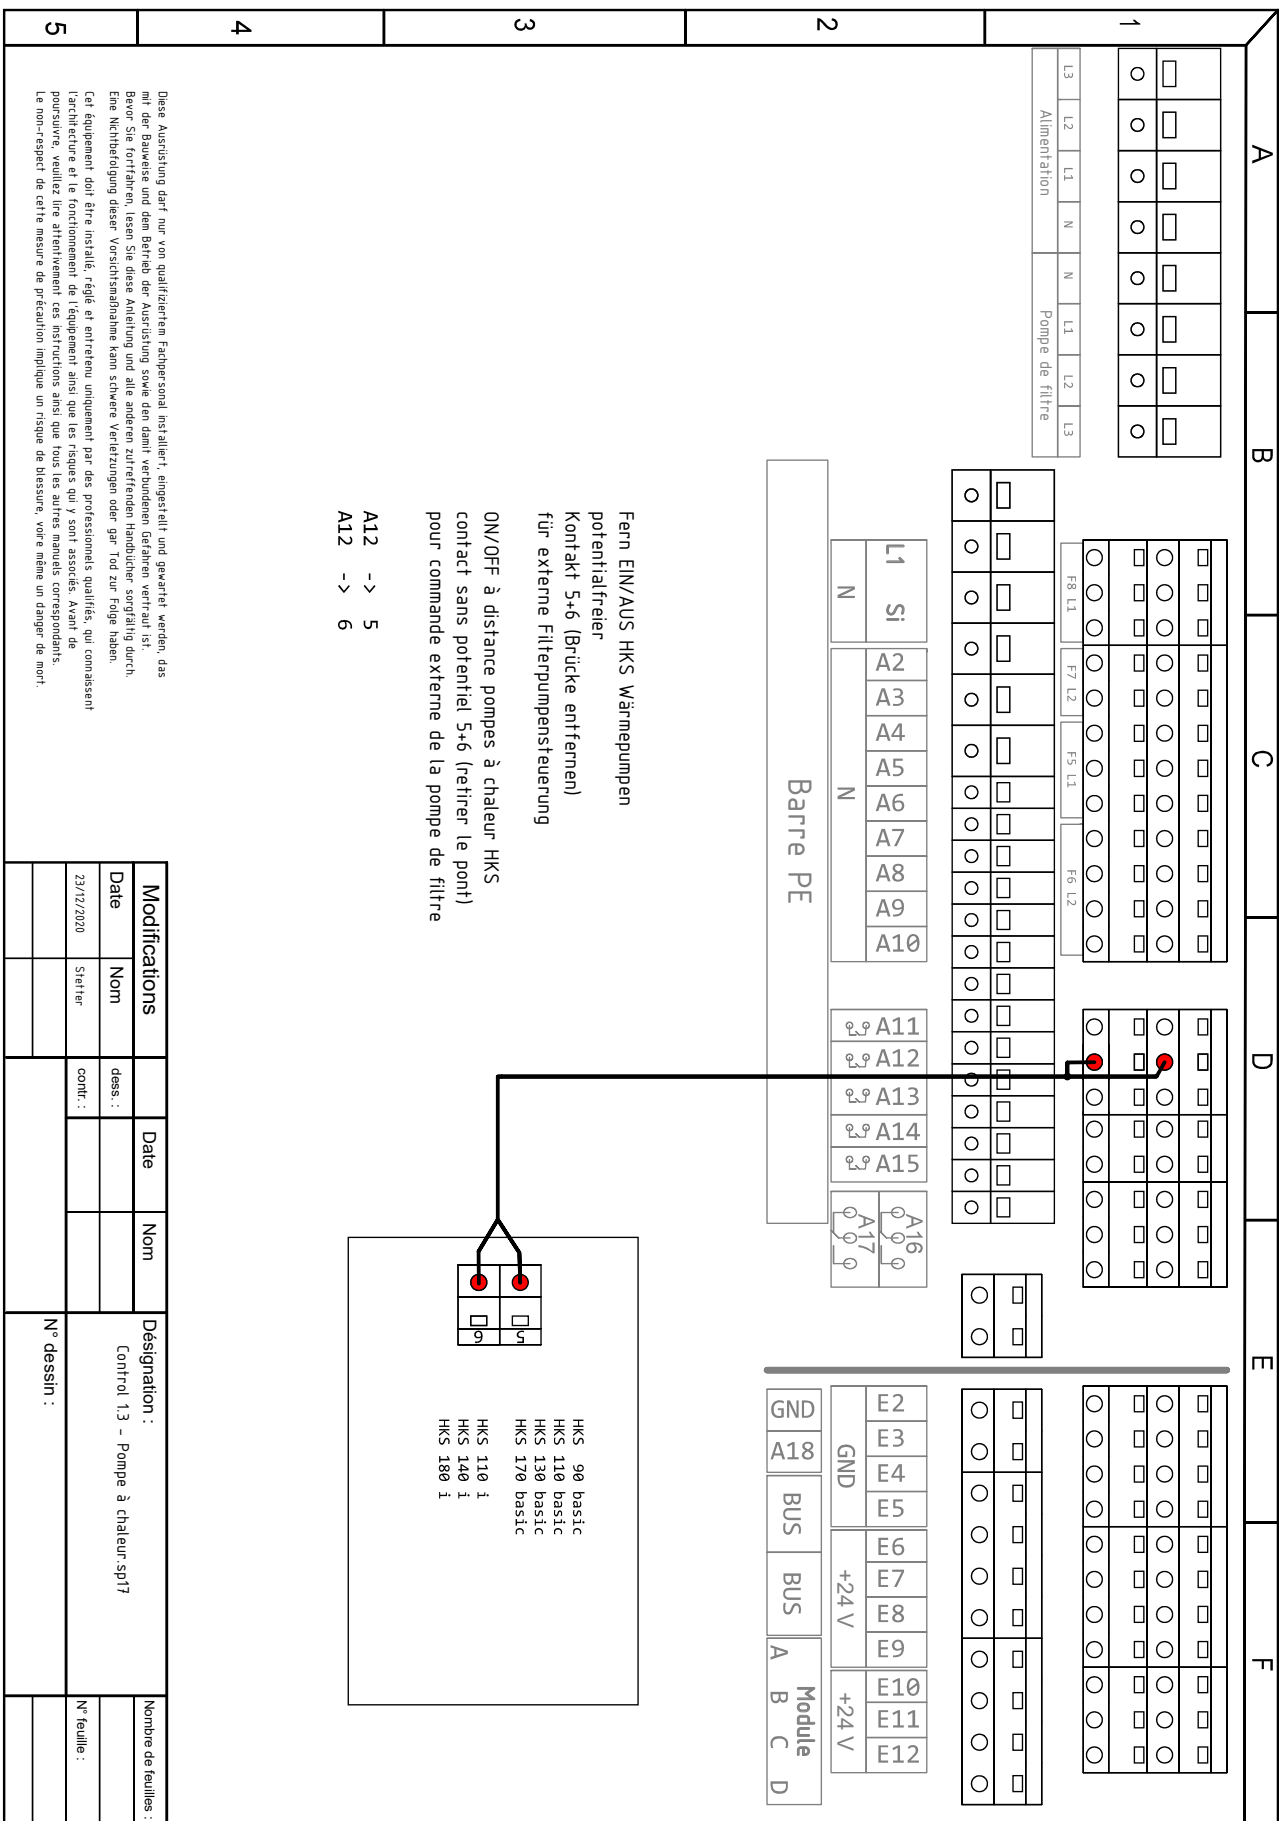 1
2
3
4
5
A
B
C
D
E
F
L3 L2 L1 N N L1 L2 L3
Alimentation
Pompe de filtre
F8 L1
F7 L2
F5 L1
F6 L2
L1 Si
N
A2
A3
A4
A5
A6
A7
A8
A9
A10
N
A11
A12
A13
A14
A15
A16
A17
Barre PE
E2
E3
E4
E5
E6
E7
E8
E9
E10
E11
E12
GND
+24 V
+24 V
GND
A18
BUS
BUS
Module
A B C D
Fern EIN/AUS HKS Wärmepumpen
potentialfreier
Kontakt 5+6 (Brücke entfernen)
für externe Filterpumpensteuerung
ON/OFF à distance pompes à chaleur HKS
contact sans potentiel 5+6 (retirer le pont)
pour commande externe de la pompe de filtre
A12 -> 5
A12 -> 6
5
6
HKS 90 basic
HKS 110 basic
HKS 130 basic
HKS 170 basic
HKS 110 i
HKS 140 i
HKS 180 i
Diese Ausrüstung darf nur von qualifiziertem Fachpersonal installiert, eingestellt und gewartet werden, das
mit der Bauweise und dem Betrieb der Ausrüstung sowie den damit verbundenen Gefahren vertraut ist.
Bevor Sie fortfahren, lesen Sie diese Anleitung und alle anderen zutreffenden Handbücher sorgfältig durch.
Eine Nichtbefolgung dieser Vorsichtsmaßnahme kann schwere Verletzungen oder gar Tod zur Folge haben.
Cet équipement doit être installé, réglé et entretenu uniquement par des professionnels qualifiés, qui connaissent
l'architecture et le fonctionnement de l'équipement ainsi que les risques qui y sont associés. Avant de
poursuivre, veuillez lire attentivement ces instructions ainsi que tous les autres manuels correspondants.
Le non-respect de cette mesure de précaution implique un risque de blessure, voire même un danger de mort.
Modifications
Date Nom
23/12/2020 Stetter
Date Nom
dess. :
contr. :
Désignation :
Control 1.3 - Pompe à chaleur.sp17
N° dessin :
Nombre de feuilles :
N° feuille :